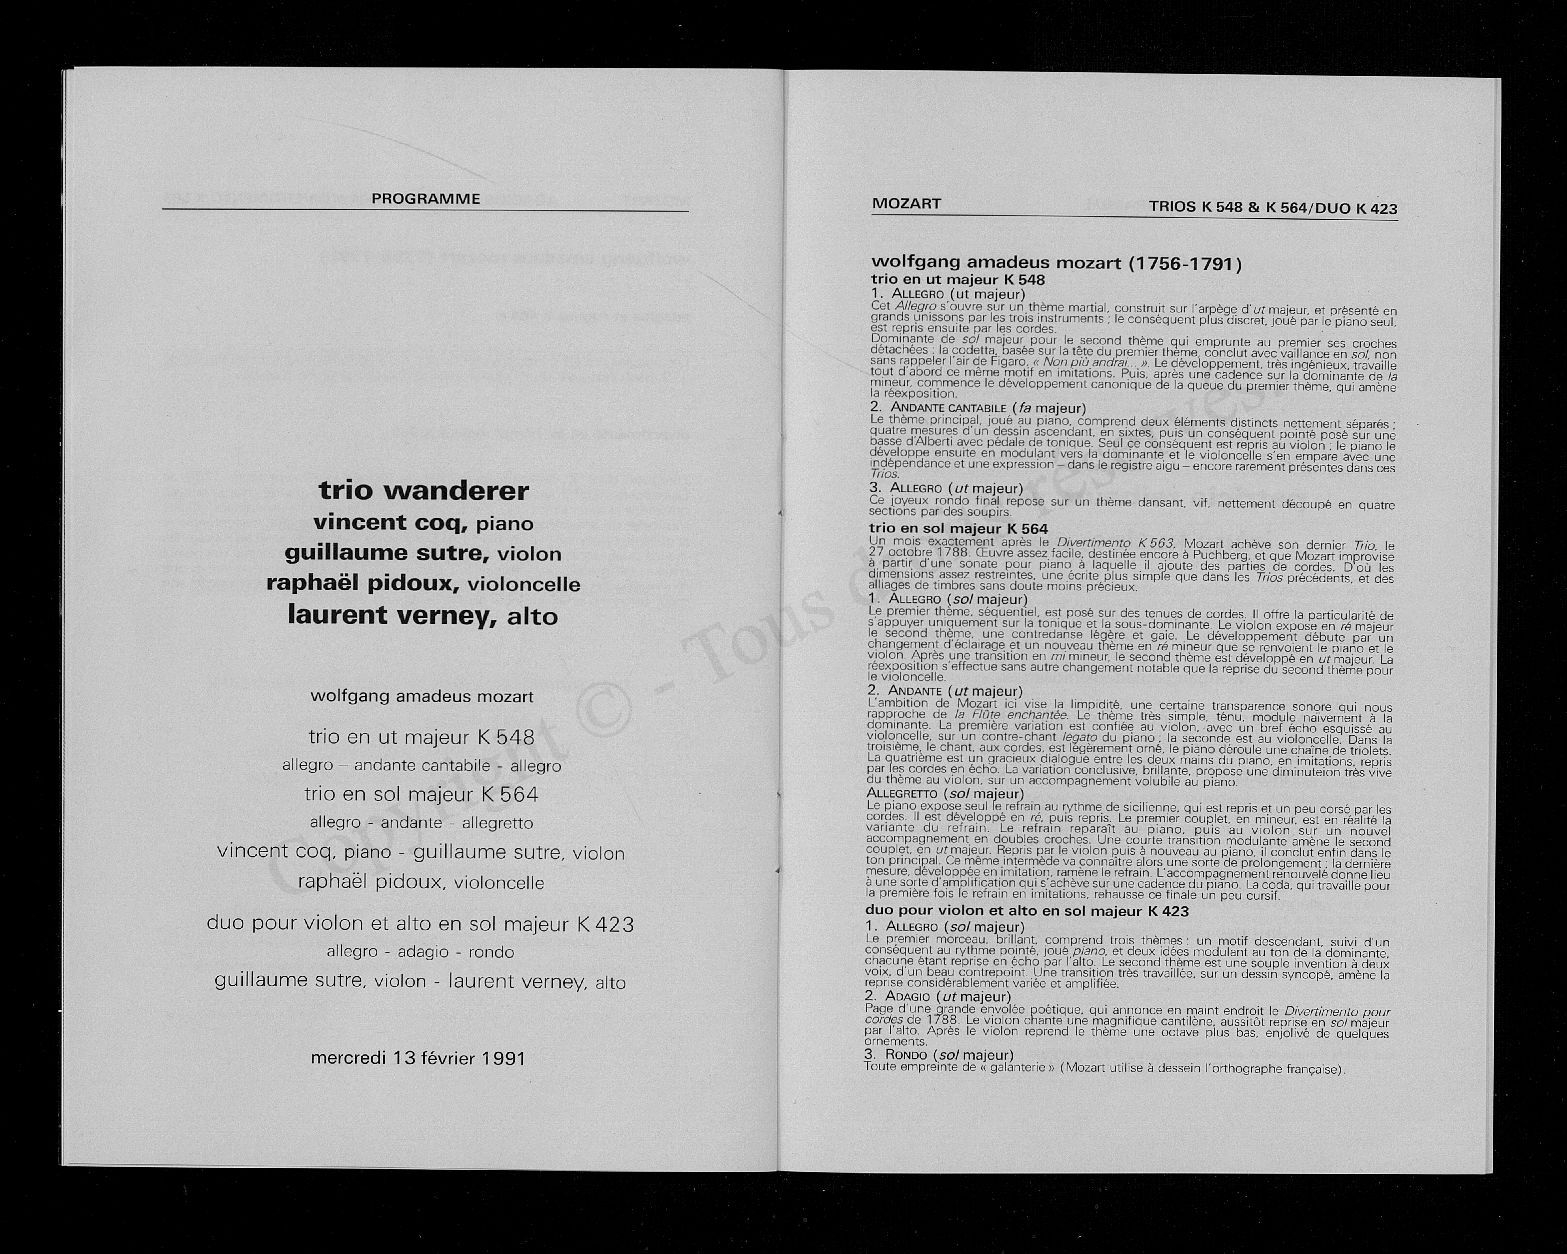 PROGRAMME
trio wanderer
vincent coq, piano
guillaume sutre, violon
raphaël pidoux, violoncelle
laurent verney, alto
wolfgang amadeus mozart
trio en ut majeur K 548
allegro – andante cantabile - allegro
trio en sol majeur K 564
allegro - andante - allegretto
vincent coq, piano - guillaume sutre, violon
raphaël pidoux, violoncelle
duo pour violon et alto en sol majeur K 423
allegro - adagio - rondo
guillaume sutre, violon - laurent verney, alto
mercredi 13 février 1991
MOZART TRIOS K 548 & K 564/DUO K 423
wolfgang amadeus mozart (1756-1791)
trio en ut majeur K 548
1. ALLEGRO (ut majeur)
Cet Allegro s'ouvre sur un thème martial, construit sur l'arpège d'ut majeur, et présenté en
grands unissons par les trois instruments ; le conséquent plus discret, joué par le piano seul,
est repris ensuite par les cordes.
Dominante de sol majeur pour le second thème qui emprunte au premier ses croches
détachées ; la codetta, basée sur la tête du premier thème, conclut avec vaillance en sol, non
sans rappeler l'air de Figaro, « Non più andrai... ». Le développement, très ingénieux, travaille
tout d'abord ce même motif en imitations. Puis, après une cadence sur la dominante de la
mineur, commence le développement canonique de la queue du premier thème, qui amène
la réexposition.
2. ANDANTE CANTABILE (fa majeur)
Le thème principal, joué au piano, comprend deux éléments distincts nettement séparés ;
quatre mesures d'un dessin ascendant, en sixtes, puis un conséquent pointé posé sur une
basse d'Alberti avec pédale de tonique. Seul ce conséquent est repris au violon ; le piano le
développe ensuite en modulant vers la dominante et le violoncelle s'en empare avec une
indépendance et une expression – dans le registre aigu – encore rarement présentes dans ces
Trios.
3. ALLEGRO (ut majeur)
Ce joyeux rondo final repose sur un thème dansant, vif, nettement découpé en quatre
sections par des soupirs.
trio en sol majeur K 564
Un mois exactement après le Divertimento K 563, Mozart achève son dernier Trio, le
27 octobre 1788. Œuvre assez facile, destinée encore à Puchberg, et que Mozart improvise
à partir d'une sonate pour piano à laquelle il ajoute des parties de cordes. D'où les
dimensions assez restreintes, une écrite plus simple que dans les Trios précédents, et des
alliages de timbres sans doute moins précieux.
1. ALLEGRO (sol majeur)
Le premier thème, séquentiel, est posé sur des tenues de cordes. Il offre la particularité de
s'appuyer uniquement sur la tonique et la sous-dominante. Le violon expose en ré majeur
le second thème, une contredanse légère et gaie. Le développement débute par un
changement d'éclairage et un nouveau thème en ré mineur que se renvoient le piano et le
violon. Après une transition en mi mineur, le second thème est développé en ut majeur. La
réexposition s'effectue sans autre changement notable que la reprise du second thème pour
le violoncelle.
2. ANDANTE (ut majeur)
L'ambition de Mozart ici vise la limpidité, une certaine transparence sonore qui nous
rapproche de la Flûte enchantée. Le thème très simple, ténu, module naïvement à la
dominante. La première variation est confiée au violon, avec un bref écho esquissé au
violoncelle, sur un contre-chant legato du piano ; la seconde est au violoncelle. Dans la
troisième, le chant, aux cordes, est légèrement orné, le piano déroule une chaîne de triolets.
La quatrième est un gracieux dialogue entre les deux mains du piano, en imitations, repris
par les cordes en écho. La variation conclusive, brillante, propose une diminuteion très vive
du thème au violon, sur un accompagnement volubile au piano.
ALLEGRETTO (sol majeur)
Le piano expose seul le refrain au rythme de sicilienne, qui est repris et un peu corsé par les
cordes. Il est développé en ré, puis repris. Le premier couplet, en mineur, est en réalité la
variante du refrain. Le refrain reparaît au piano, puis au violon sur un nouvel
accompagnement en doubles croches. Une courte transition modulante amène le second
couplet, en ut majeur. Repris par le violon puis à nouveau au piano, il conclut enfin dans le
ton principal. Ce même intermède va connaître alors une sorte de prolongement ; la dernière
mesure, développée en imitation, ramène le refrain. L'accompagnement renouvelé donne lieu
à une sorte d'amplification qui s'achève sur une cadence du piano. La coda, qui travaille pour
la première fois le refrain en imitations, rehausse ce finale un peu cursif.
duo pour violon et alto en sol majeur K 423
1. ALLEGRO (sol majeur)
Le premier morceau, brillant, comprend trois thèmes : un motif descendant, suivi d'un
conséquent au rythme pointé, joué piano, et deux idées modulant au ton de la dominante,
chacune étant reprise en écho par l'alto. Le second thème est une souple invention à deux
voix, d'un beau contrepoint. Une transition très travaillée, sur un dessin syncopé, amène la
reprise considérablement variée et amplifiée.
2. ADAGIO (ut majeur)
Page d'une grande envolée poétique, qui annonce en maint endroit le Divertimento pour
cordes de 1788. Le violon chante une magnifique cantilène, aussitôt reprise en sol majeur
par l'alto. Après le violon reprend le thème une octave plus bas, enjolivé de quelques
ornements.
3. RONDO (sol majeur)
Toute empreinte de « galanterie » (Mozart utilise à dessein l'orthographe française).